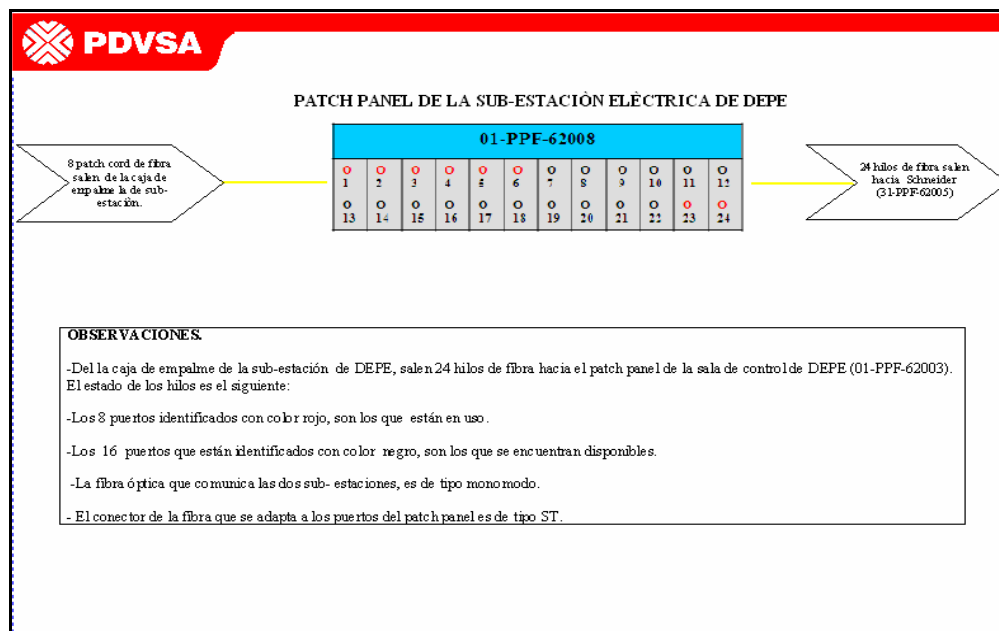 PDVSA
PATCH PANEL DE LA SUB-ESTACIÒN ELÈCTRICA DE DEPE
8 patch cord de fibra
salen de la caja de
empalme la de sub-
estación.
01-PPF-62008
O O O O O O O O O O O O
1 2 3 4 5 6 7 8 9 10 11 12
O O O O O O O O O O O O
13 14 15 16 17 18 19 20 21 22 23 24
24 hilos de fibra salen
hacia Schneider
(31-PPF-62005)
OBSERVACIONES.
-Del la caja de empalme de la sub-estación de DEPE, salen 24 hilos de fibra hacia el patch panel de la sala de control de DEPE (01-PPF-62003).
El estado de los hilos es el siguiente:
-Los 8 puertos identificados con color rojo, son los que están en uso.
-Los 16 puertos que están identificados con color negro, son los que se encuentran disponibles.
-La fibra óptica que comunica las dos sub- estaciones, es de tipo monomodo.
- El conector de la fibra que se adapta a los puertos del patch panel es de tipo ST.